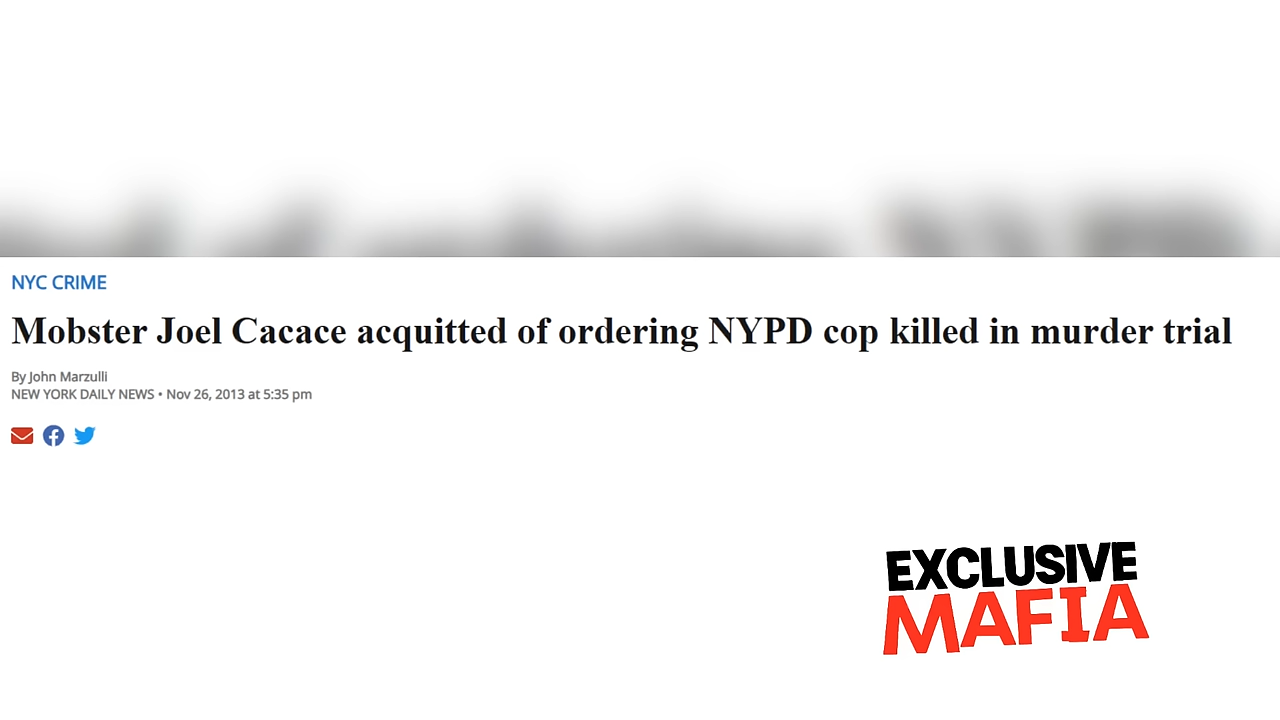 NYC CRIME
Mobster Joel Cacace acquitted of ordering NYPD cop killed in murder trial
By John Marzulli
NEW YORK DAILY NEWS • Nov 26, 2013 at 5:35 pm
EXCLUSIVE
MAFIA